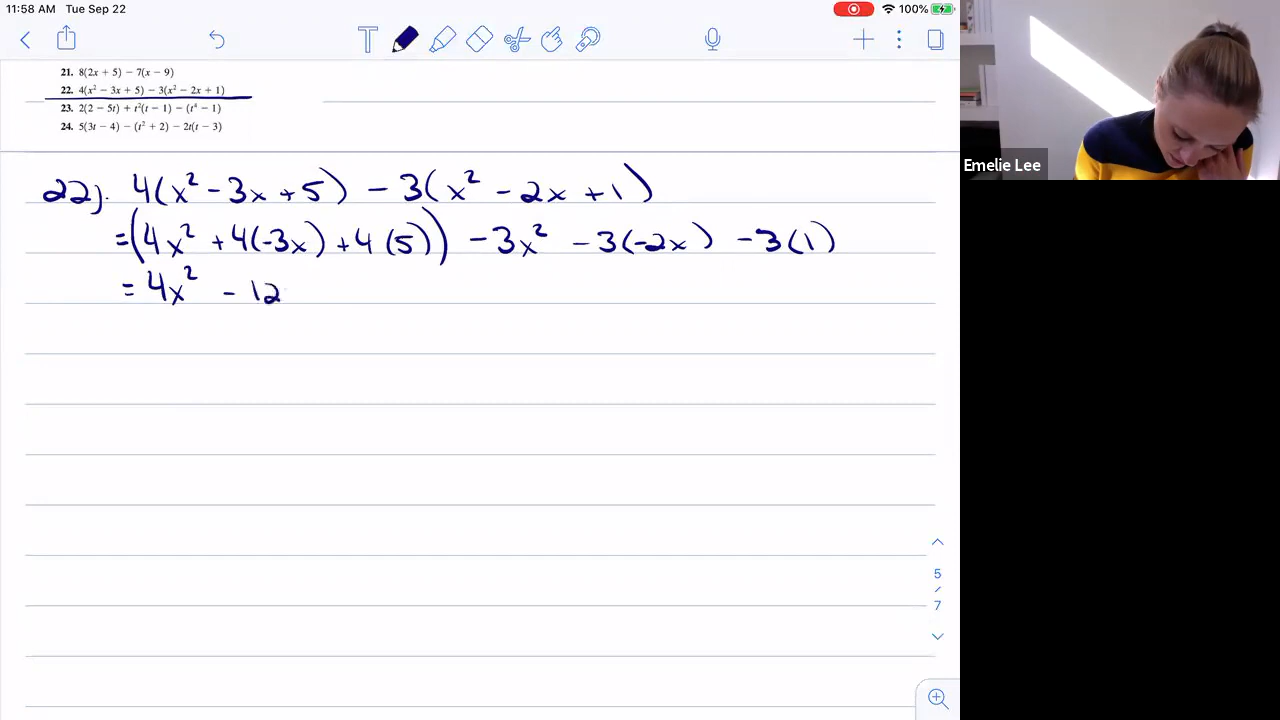 11:58 AM Tue Sep 22
100%
T
21. 8(2x + 5) − 7(x − 9)
22. 4(x² − 3x + 5) − 3(x² − 2x + 1)
23. 2(2 − 5t) + t²(t − 1) − (t⁴ − 1)
24. 5(3t − 4) − (t² + 2) − 2t(t − 3)
22). 4(x² − 3x + 5) − 3(x² − 2x + 1)
= (4x² + 4(−3x) + 4(5)) − 3x² − 3(−2x) − 3(1)
= 4x² − 12
Emelie Lee
5
/
7